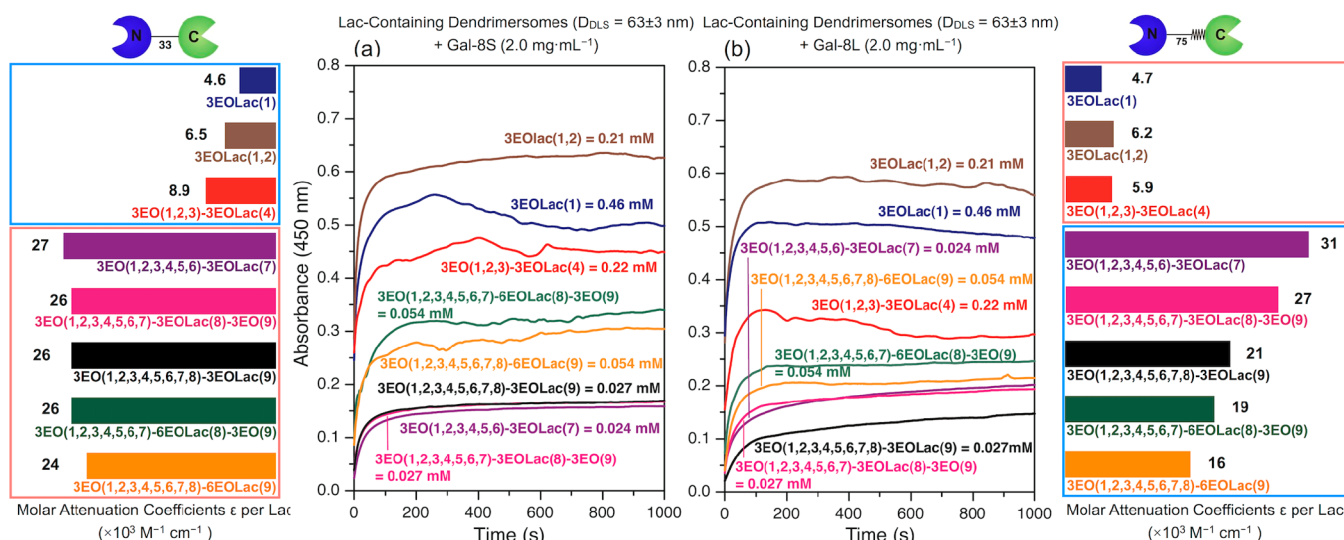 N
33
C
4.6
3EOLac(1)
6.5
3EOLac(1,2)
8.9
3EO(1,2,3)-3EOLac(4)
27
3EO(1,2,3,4,5,6)-3EOLac(7)
26
3EO(1,2,3,4,5,6,7)-3EOLac(8)-3EO(9)
26
3EO(1,2,3,4,5,6,7,8)-3EOLac(9)
26
3EO(1,2,3,4,5,6,7)-6EOLac(8)-3EO(9)
24
3EO(1,2,3,4,5,6,7,8)-6EOLac(9)
Molar Attenuation Coefficients ε per Lac
(×10³ M⁻¹ cm⁻¹)
Lac-Containing Dendrimersomes (D_DLS = 63±3 nm)
+ Gal-8S (2.0 mg·mL⁻¹)
(a)
Absorbance (450 nm)
0.8
0.7
0.6
0.5
0.4
0.3
0.2
0.1
0.0
3EOlac(1,2) = 0.21 mM
3EOLac(1) = 0.46 mM
3EO(1,2,3)-3EOLac(4) = 0.22 mM
3EO(1,2,3,4,5,6,7)-6EOLac(8)-3EO(9)
= 0.054 mM
3EO(1,2,3,4,5,6,7,8)-6EOLac(9) = 0.054 mM
3EO(1,2,3,4,5,6,7,8)-3EOLac(9) = 0.027 mM
3EO(1,2,3,4,5,6)-3EOLac(7) = 0.024 mM
3EO(1,2,3,4,5,6,7)-3EOLac(8)-3EO(9)
= 0.027 mM
0 200 400 600 800 1000
Time (s)
Lac-Containing Dendrimersomes (D_DLS = 63±3 nm)
+ Gal-8L (2.0 mg·mL⁻¹)
(b)
0.8
0.7
0.6
0.5
0.4
0.3
0.2
0.1
0.0
3EOLac(1,2) = 0.21 mM
3EOLac(1) = 0.46 mM
3EO(1,2,3,4,5,6)-3EOLac(7) = 0.024 mM
3EO(1,2,3,4,5,6,7,8)-6EOLac(9) = 0.054 mM
3EO(1,2,3)-3EOLac(4) = 0.22 mM
3EO(1,2,3,4,5,6,7)-6EOLac(8)-3EO(9)
= 0.054 mM
3EO(1,2,3,4,5,6,7,8)-3EOLac(9) = 0.027mM
3EO(1,2,3,4,5,6,7)-3EOLac(8)-3EO(9)
= 0.027 mM
0 200 400 600 800 1000
Time (s)
N
75
C
4.7
3EOLac(1)
6.2
3EOLac(1,2)
5.9
3EO(1,2,3)-3EOLac(4)
31
3EO(1,2,3,4,5,6)-3EOLac(7)
27
3EO(1,2,3,4,5,6,7)-3EOLac(8)-3EO(9)
21
3EO(1,2,3,4,5,6,7,8)-3EOLac(9)
19
3EO(1,2,3,4,5,6,7)-6EOLac(8)-3EO(9)
16
3EO(1,2,3,4,5,6,7,8)-6EOLac(9)
Molar Attenuation Coefficients ε per Lac
(×10³ M⁻¹ cm⁻¹)